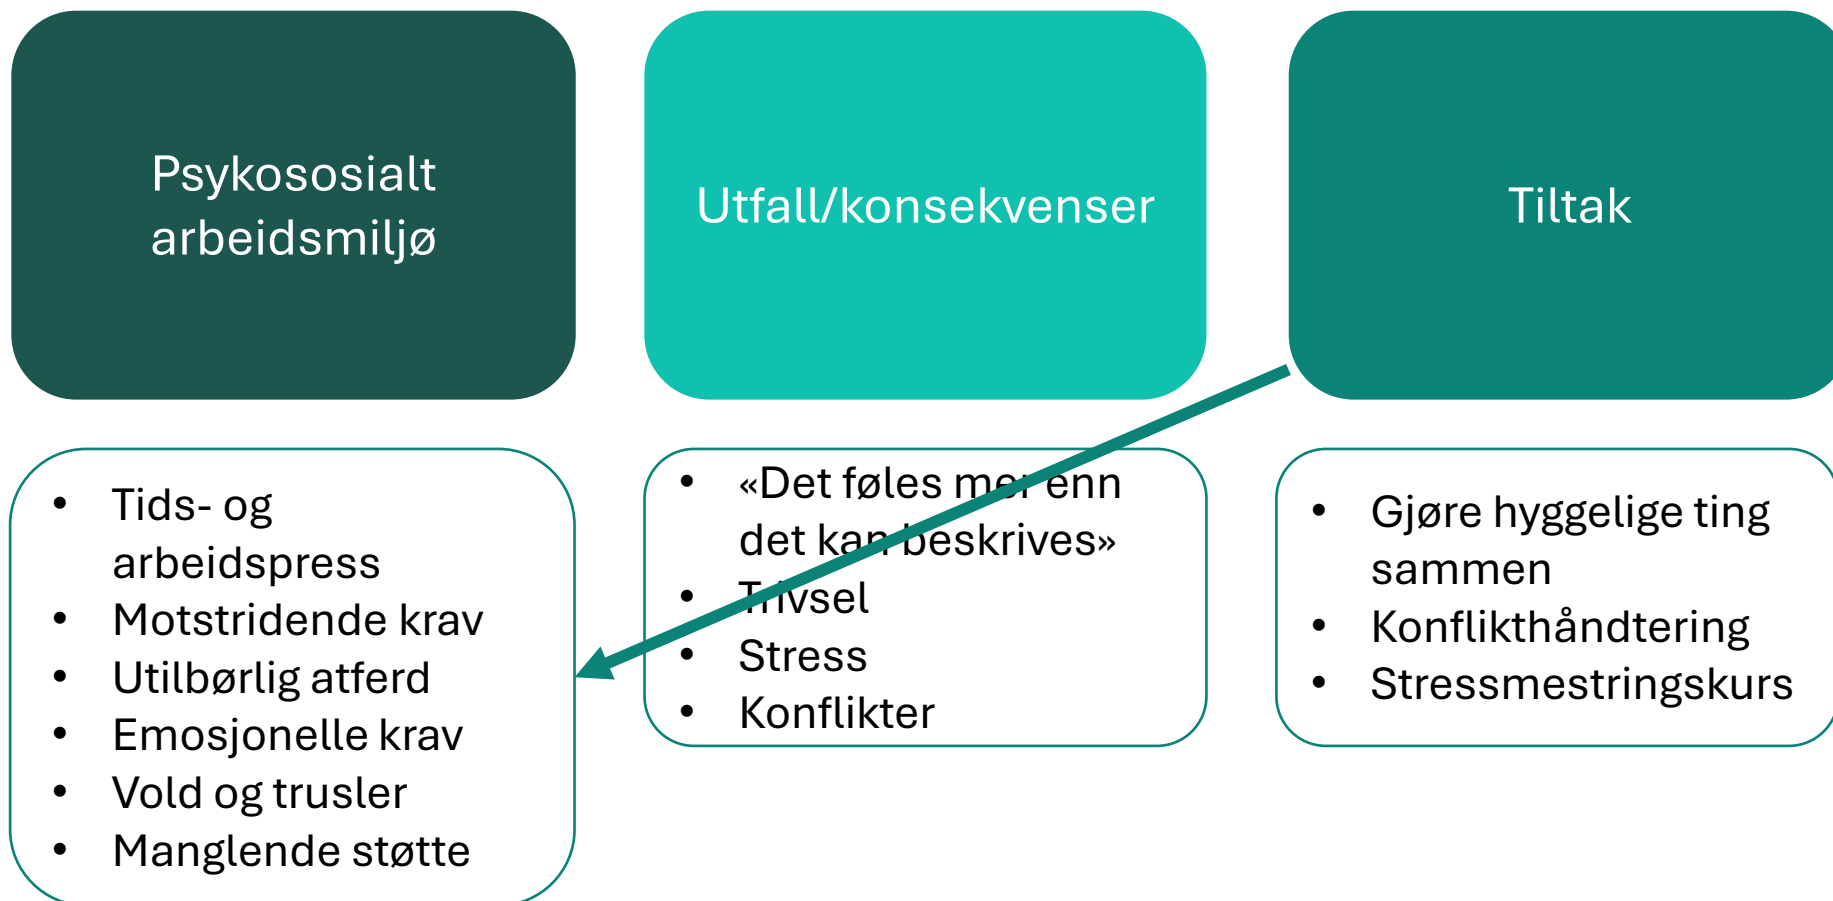 Psykososialt
arbeidsmiljø
Utfall/konsekvenser
Tiltak
• Tids- og
arbeidspress
• Motstridende krav
• Utilbørlig atferd
• Emosjonelle krav
• Vold og trusler
• Manglende støtte
• «Det føles mer enn
det kan beskrives»
• Trivsel
• Stress
• Konflikter
• Gjøre hyggelige ting
sammen
• Konflikthåndtering
• Stressmestringskurs